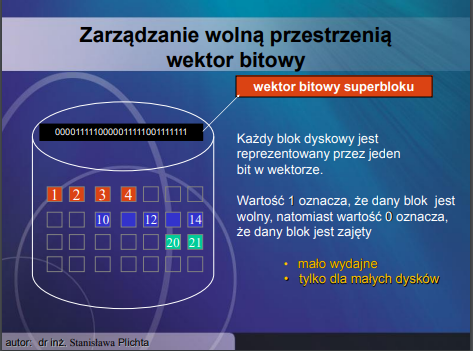 Zarządzanie wolną przestrzenią
wektor bitowy
wektor bitowy superbloku
0000111110000011111001111111
Każdy blok dyskowy jest
reprezentowany przez jeden
bit w wektorze.
Wartość 1 oznacza, że dany blok jest
wolny, natomiast wartość 0 oznacza,
że dany blok jest zajęty
• mało wydajne
• tylko dla małych dysków
1 2 3 4
10 12 14
20 21
autor: dr inż. Stanisława Plichta